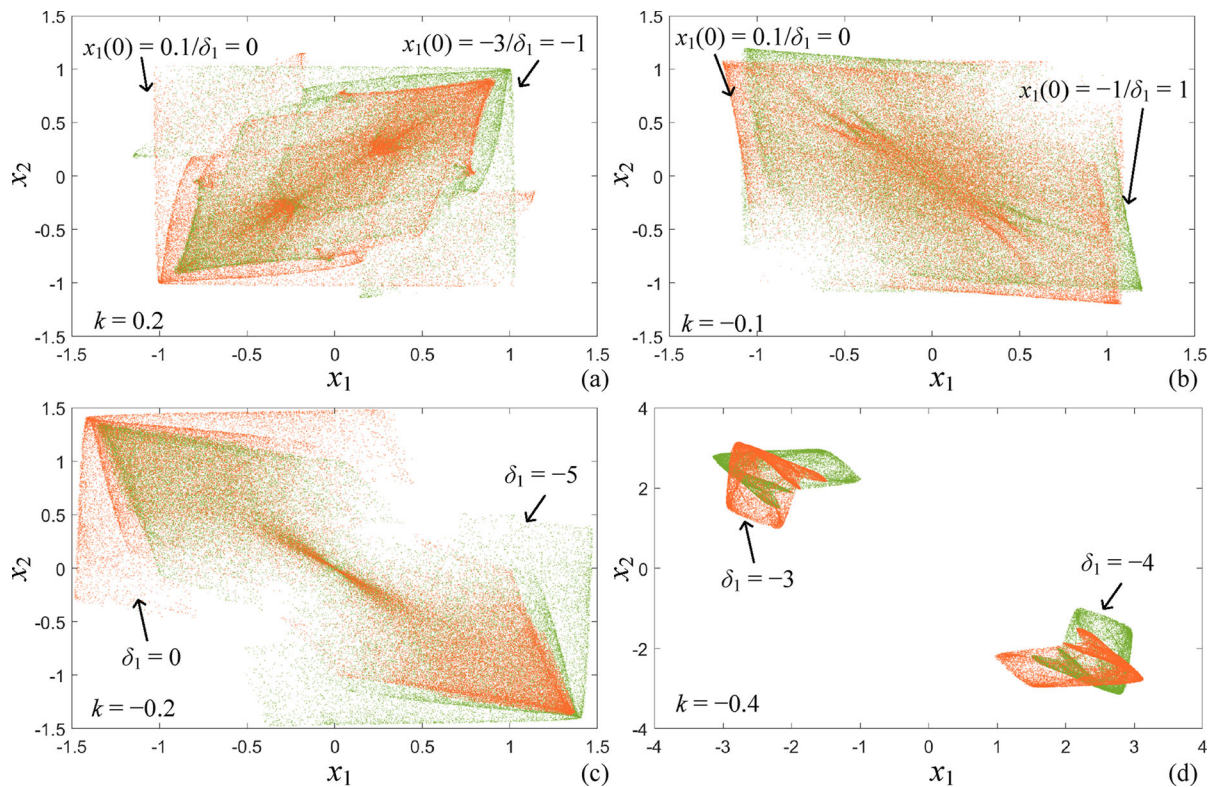 1.5
1
0.5
0
-0.5
-1
-1.5
x₂
x₁(0) = 0.1/δ₁ = 0
x₁(0) = −3/δ₁ = −1
k = 0.2
-1.5 -1 -0.5 0 0.5 1 1.5
x₁
(a)
1.5
1
0.5
0
-0.5
-1
-1.5
x₂
x₁(0) = 0.1/δ₁ = 0
x₁(0) = −1/δ₁ = 1
k = −0.1
-1.5 -1 -0.5 0 0.5 1 1.5
x₁
(b)
1.5
1
0.5
0
-0.5
-1
-1.5
x₂
δ₁ = −5
δ₁ = 0
k = −0.2
-1.5 -1 -0.5 0 0.5 1 1.5
x₁
(c)
4
2
0
-2
-4
x₂
δ₁ = −3
δ₁ = −4
k = −0.4
-4 -3 -2 -1 0 1 2 3 4
x₁
(d)